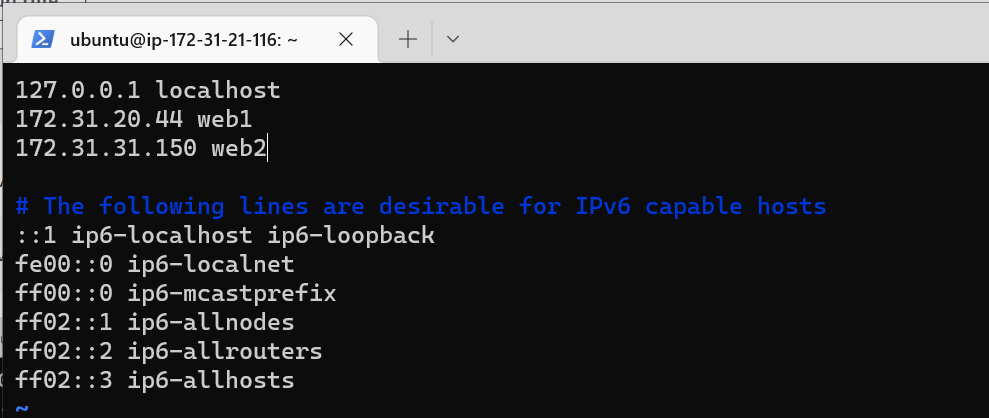 ubuntu@ip-172-31-21-116: ~
127.0.0.1 localhost
172.31.20.44 web1
172.31.31.150 web2
# The following lines are desirable for IPv6 capable hosts
::1 ip6-localhost ip6-loopback
fe00::0 ip6-localnet
ff00::0 ip6-mcastprefix
ff02::1 ip6-allnodes
ff02::2 ip6-allrouters
ff02::3 ip6-allhosts
~